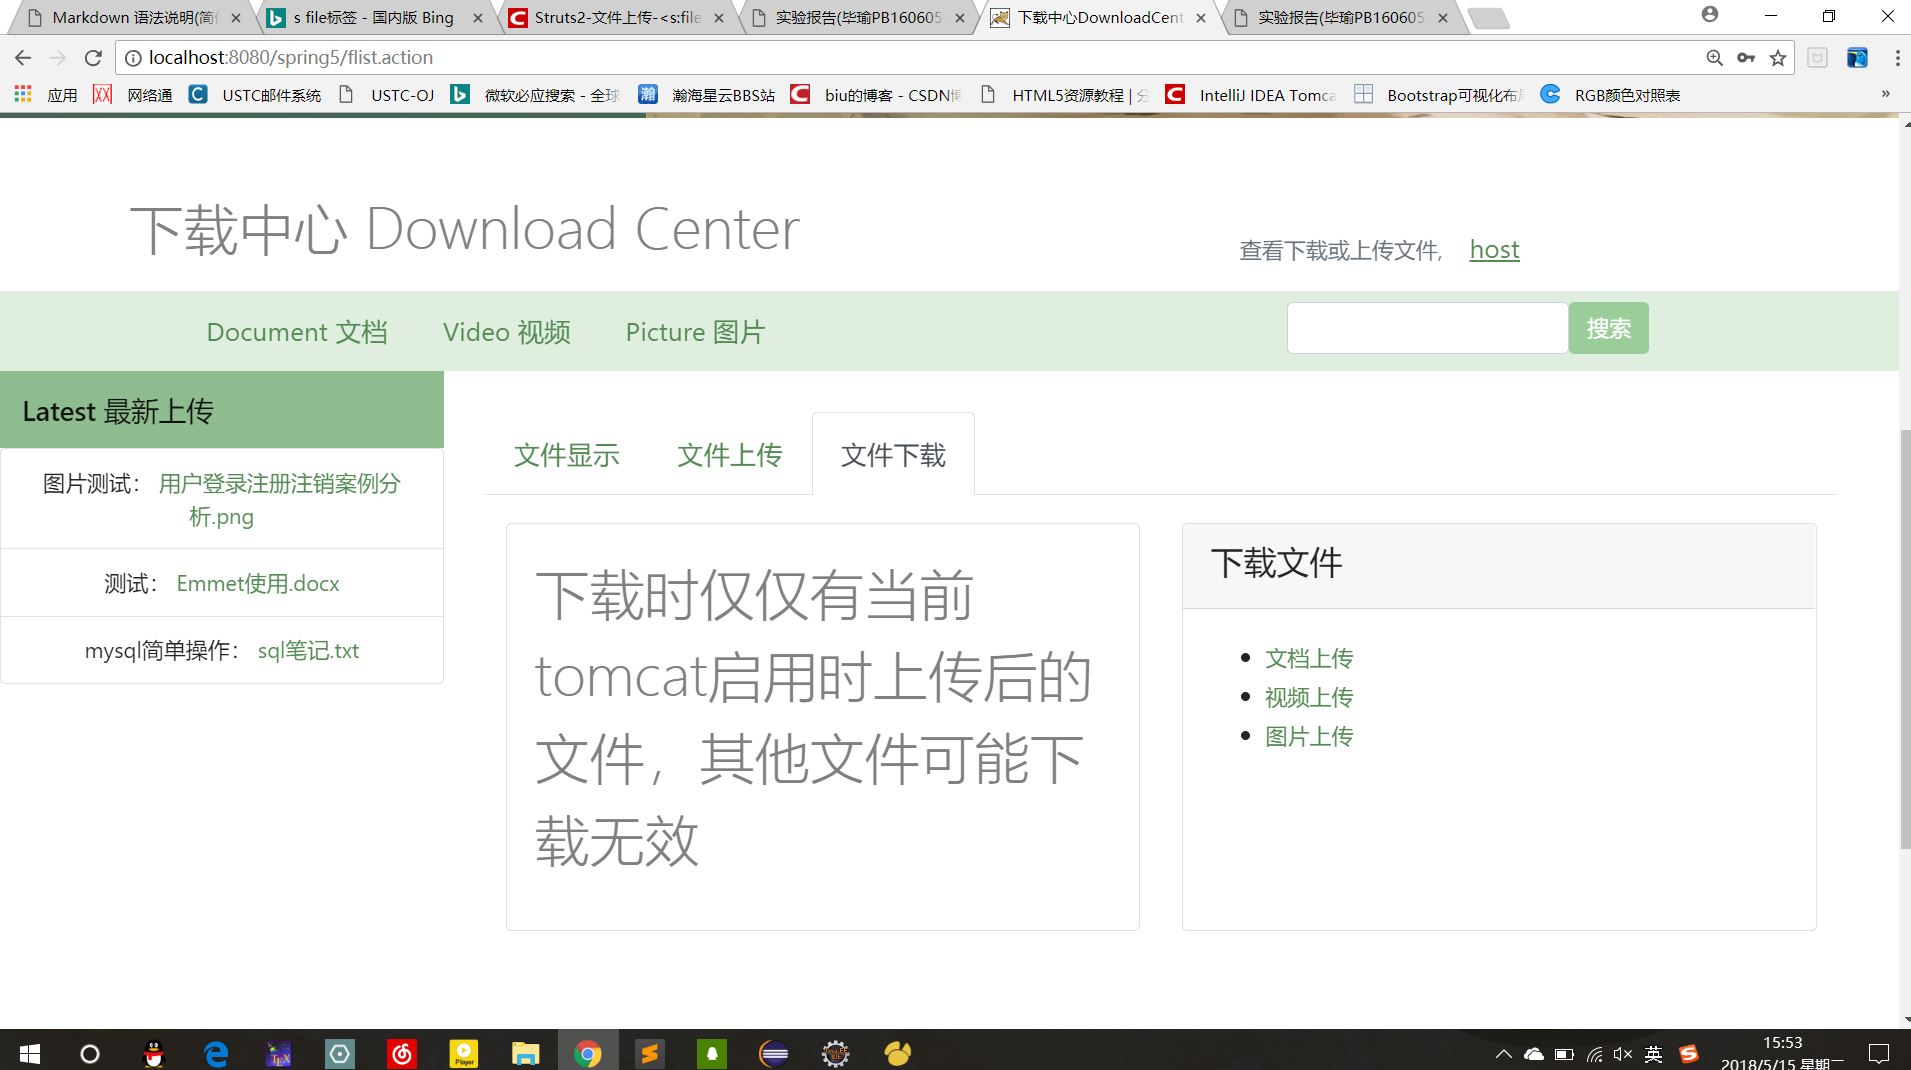 Markdown 语法说明(简
s file标签 - 国内版 Bing
Struts2-文件上传-<s:file
实验报告(毕瑜PB160605
下载中心DownloadCent
实验报告(毕瑜PB160605
localhost:8080/spring5/flist.action
应用
网络通
USTC邮件系统
USTC-OJ
微软必应搜索 - 全球
瀚海星云BBS站
biu的博客 - CSDN博
HTML5资源教程 | 分
IntelliJ IDEA Tomca
Bootstrap可视化布局
RGB颜色对照表
»
下载中心 Download Center
查看下载或上传文件, host
Document 文档
Video 视频
Picture 图片
搜索
Latest 最新上传
文件显示
文件上传
文件下载
图片测试： 用户登录注册注销案例分
析.png
测试： Emmet使用.docx
mysql简单操作： sql笔记.txt
下载时仅仅有当前
tomcat启用时上传后的
文件，其他文件可能下
载无效
下载文件
文档上传
视频上传
图片上传
英
15:53
2018/5/15 星期二